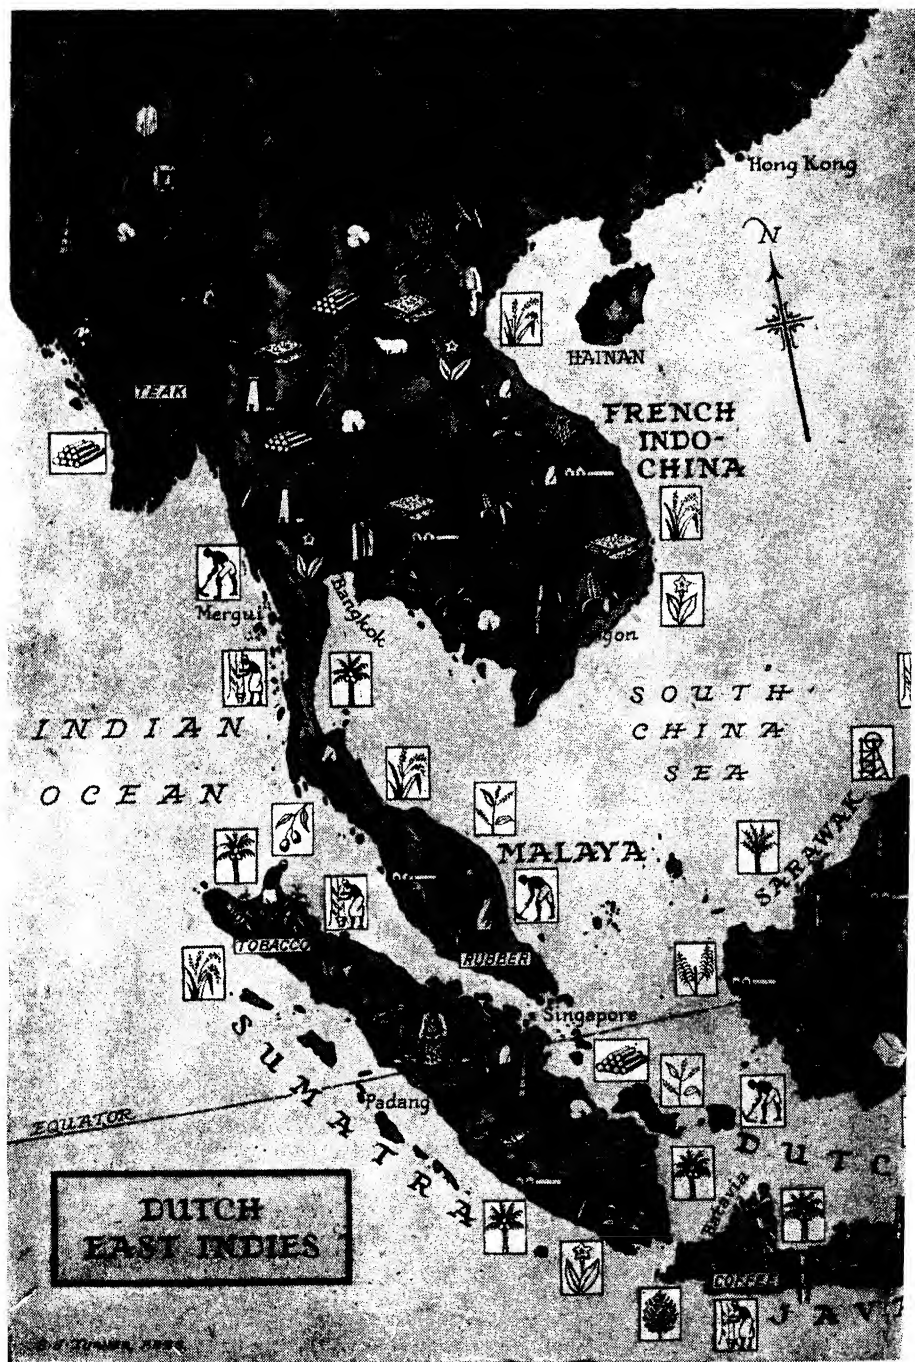 Hong Kong
N
HAINAN
TEAK
FRENCH
INDO-
CHINA
Bangkok
Mergui
gon
SOUTH
CHINA
SEA
INDIAN
OCEAN
SARAWAK
MALAYA
TOBACCO
RUBBER
Singapore
SUMATRA
Padang
EQUATOR
DUTC
Batavia
DUTCH
EAST INDIES
COFFEE
JAV